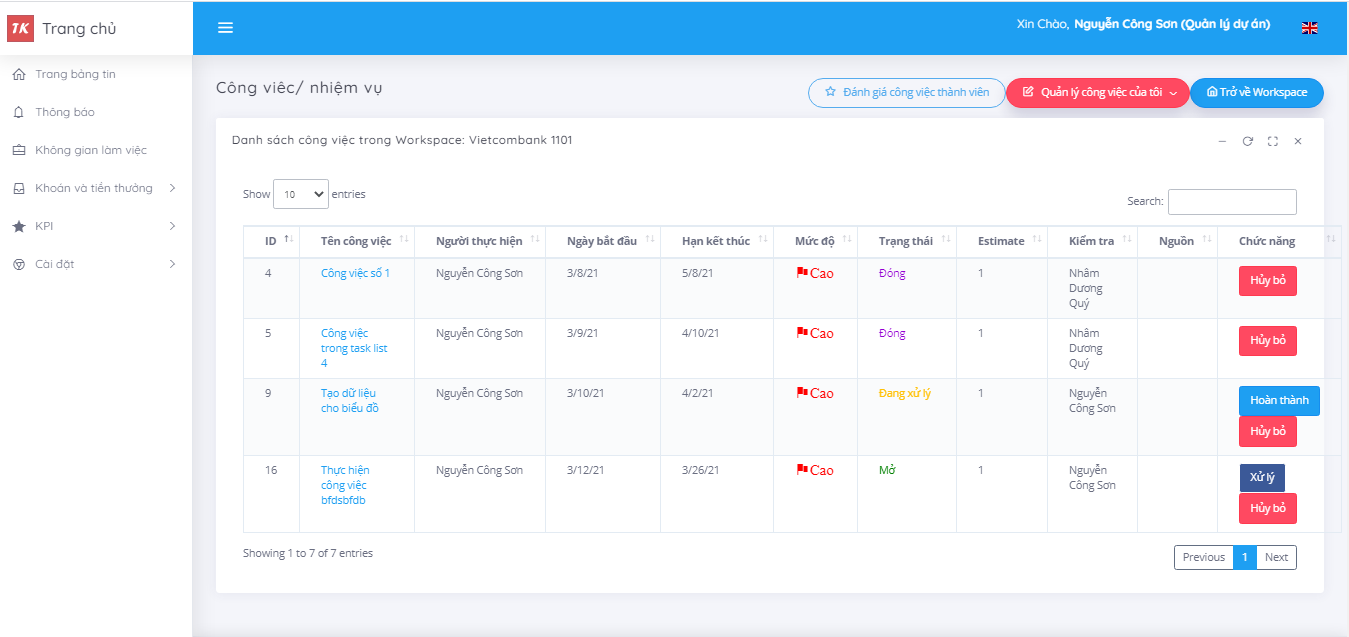 TK Trang chủ
Xin Chào, Nguyễn Công Sơn (Quản lý dự án)
Trang bảng tin
Thông báo
Không gian làm việc
Khoán và tiền thưởng
KPI
Cài đặt
Công viêc/ nhiệm vụ
Đánh giá công việc thành viên
Quản lý công việc của tôi
Trở về Workspace
Danh sách công việc trong Workspace: Vietcombank 1101
Show 10 entries
Search:
ID Tên công việc Người thực hiện Ngày bắt đầu Hạn kết thúc Mức độ Trạng thái Estimate Kiểm tra Nguồn Chức năng
4 Công việc số 1 Nguyễn Công Sơn 3/8/21 5/8/21 Cao Đóng 1 Nhâm Hủy bỏ
Dương
Quý
5 Công việc Nguyễn Công Sơn 3/9/21 4/10/21 Cao Đóng 1 Nhâm Hủy bỏ
trong task list Dương
4 Quý
9 Tạo dữ liệu Nguyễn Công Sơn 3/10/21 4/2/21 Cao Đang xử lý 1 Nguyễn Hoàn thành
cho biểu đồ Công Sơn
Hủy bỏ
16 Thực hiện Nguyễn Công Sơn 3/12/21 3/26/21 Cao Mở 1 Nguyễn Xử lý
công việc Công Sơn
bfdsbfdb Hủy bỏ
Showing 1 to 7 of 7 entries
Previous 1 Next